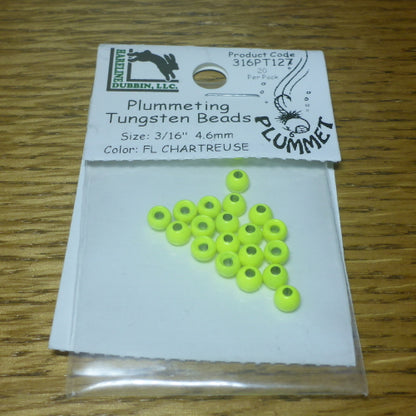 HARELINE
DUBBIN, LLC.
Product Code
316PT127
20
Per Pack
Plummeting
Tungsten Beads
PLUMMET
Size: 3/16" 4.6mm
Color: FL CHARTREUSE